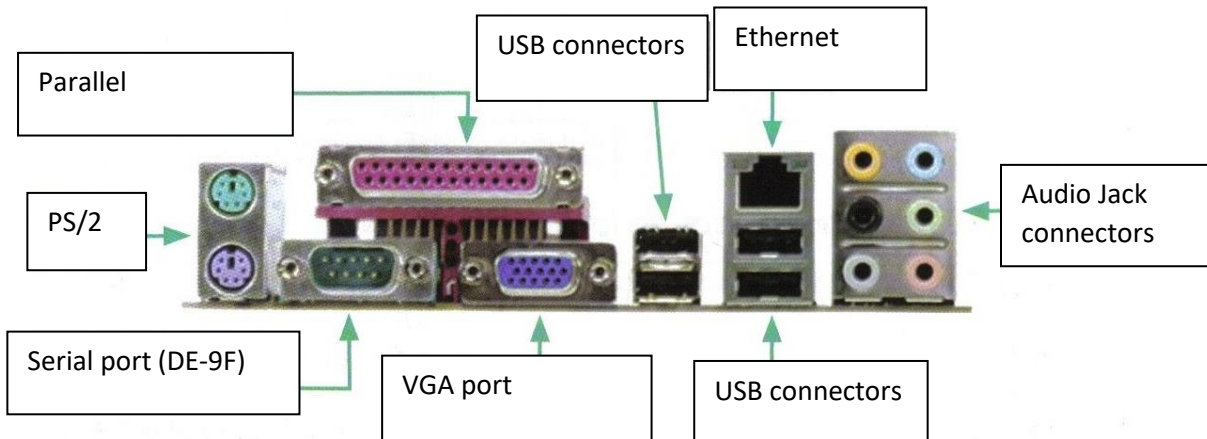 USB connectors
Ethernet
Parallel
PS/2
Audio Jack
connectors
Serial port (DE-9F)
VGA port
USB connectors